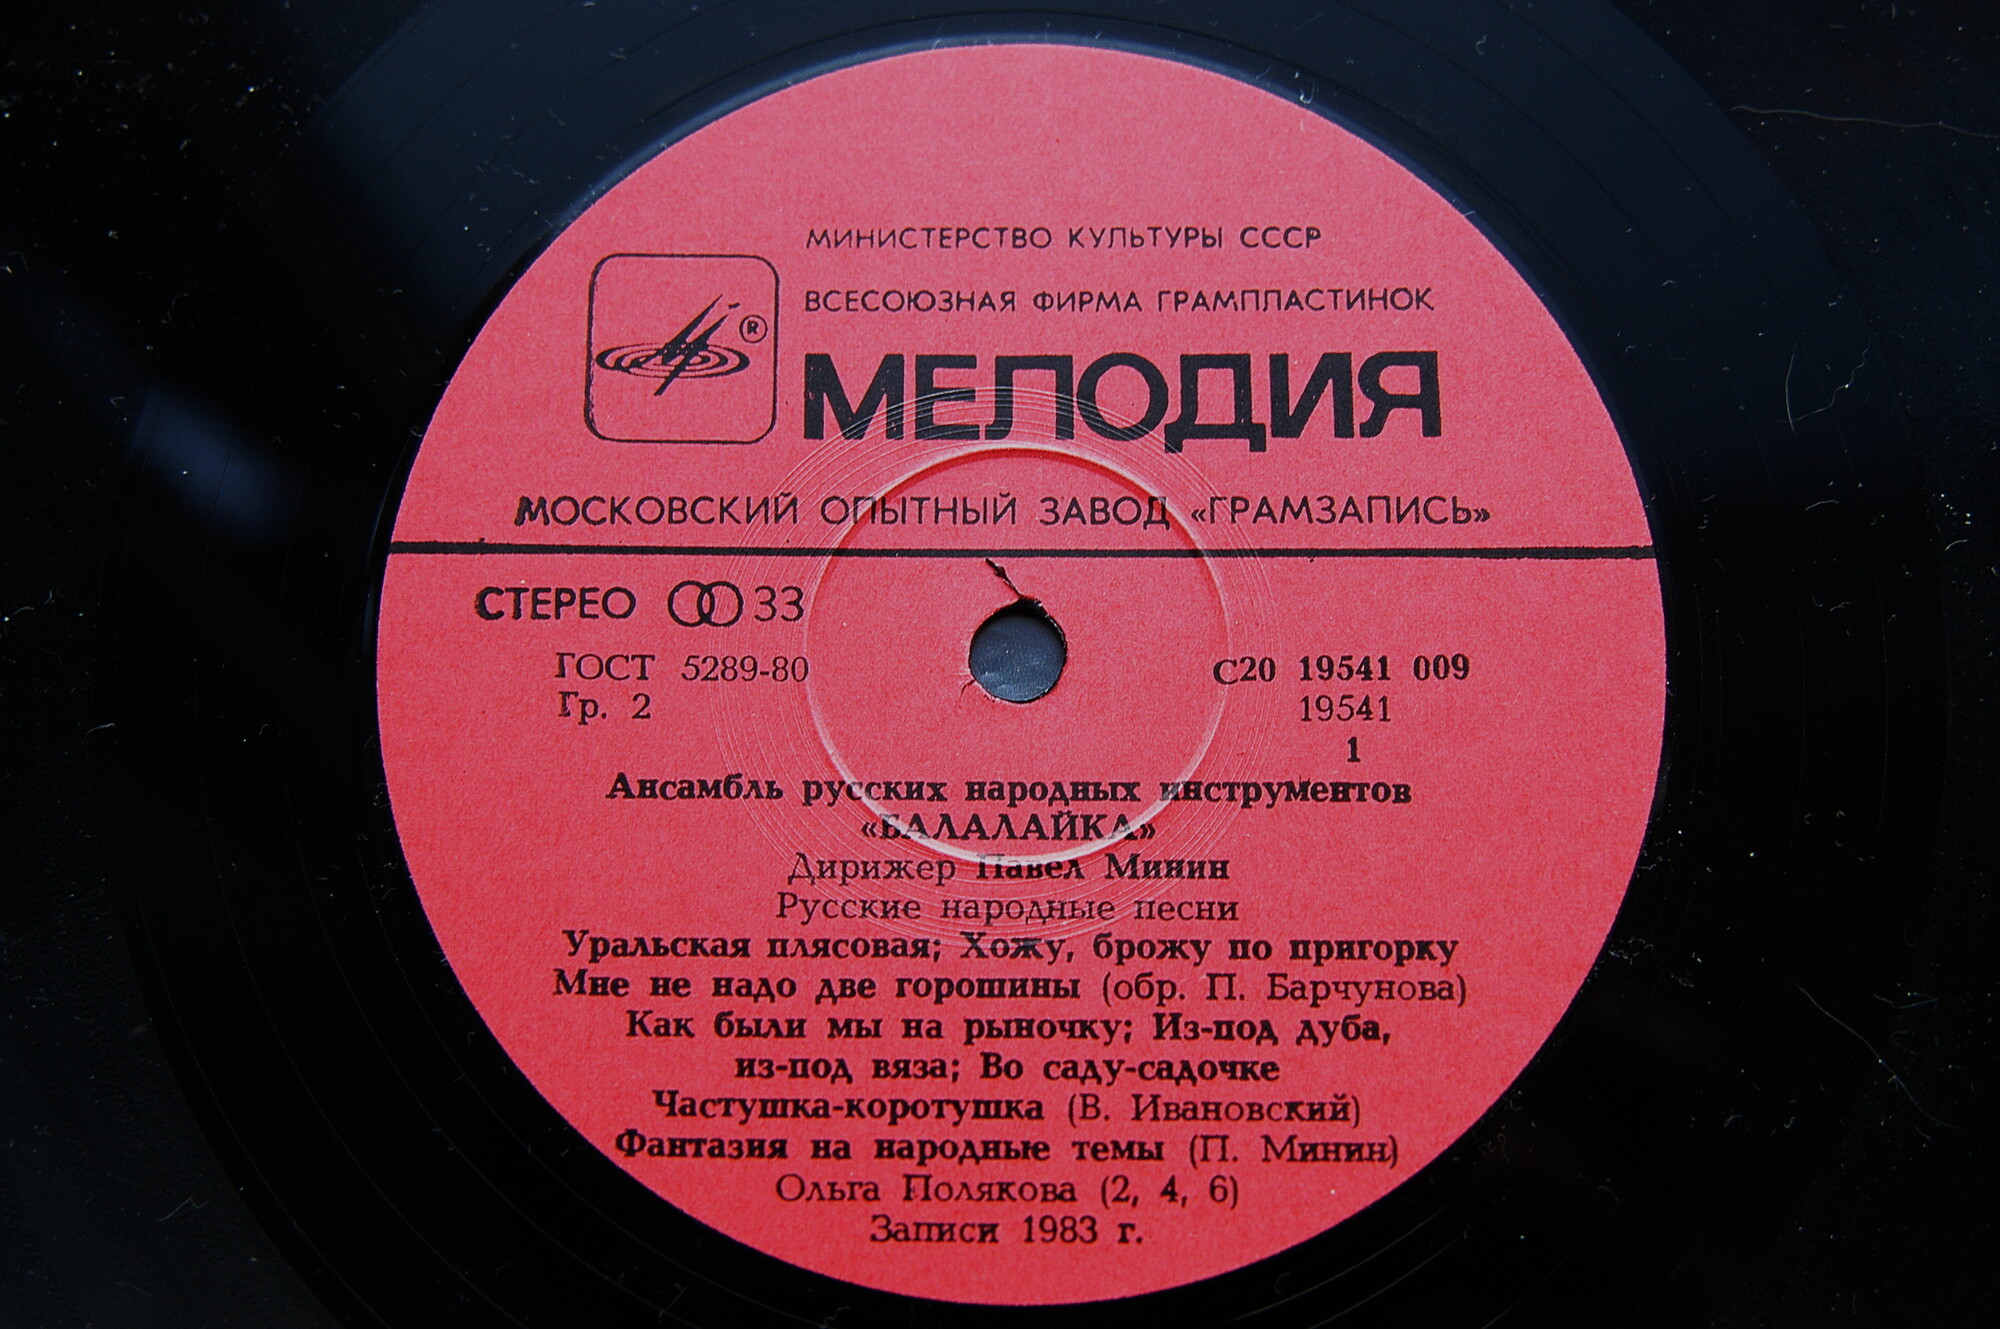 МИНИСТЕРСТВО КУЛЬТУРЫ СССР
ВСЕСОЮЗНАЯ ФИРМА ГРАМПЛАСТИНОК
®
МЕЛОДИЯ
МОСКОВСКИЙ ОПЫТНЫЙ ЗАВОД «ГРАМЗАПИСЬ»
СТЕРЕО 33
ГОСТ 5289-80 С20 19541 009
Гр. 2 19541
1
Ансамбль русских народных инструментов
«БАЛАЛАЙКА»
Дирижер Павел Минин
Русские народные песни
Уральская плясовая; Хожу, брожу по пригорку
Мне не надо две горошины (обр. П. Барчунова)
Как были мы на рыночку; Из-под дуба,
из-под вяза; Во саду-садочке
Частушка-коротушка (В. Ивановский)
Фантазия на народные темы (П. Минин)
Ольга Полякова (2, 4, 6)
Записи 1983 г.